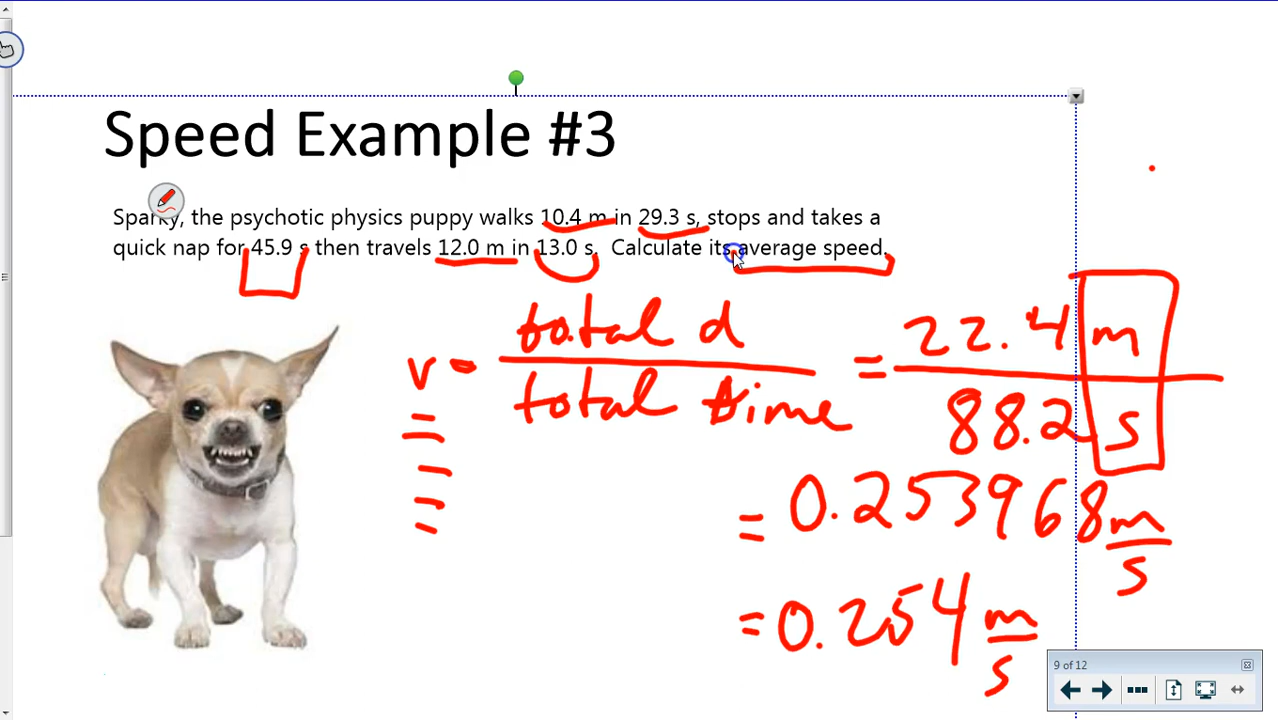 Speed Example #3
Sparky, the psychotic physics puppy walks 10.4 m in 29.3 s, stops and takes a
quick nap for 45.9 s then travels 12.0 m in 13.0 s. Calculate its average speed.
v = total d / total time = 22.4 m / 88.2 s
= 0.253968 m/s
= 0.254 m/s
9 of 12